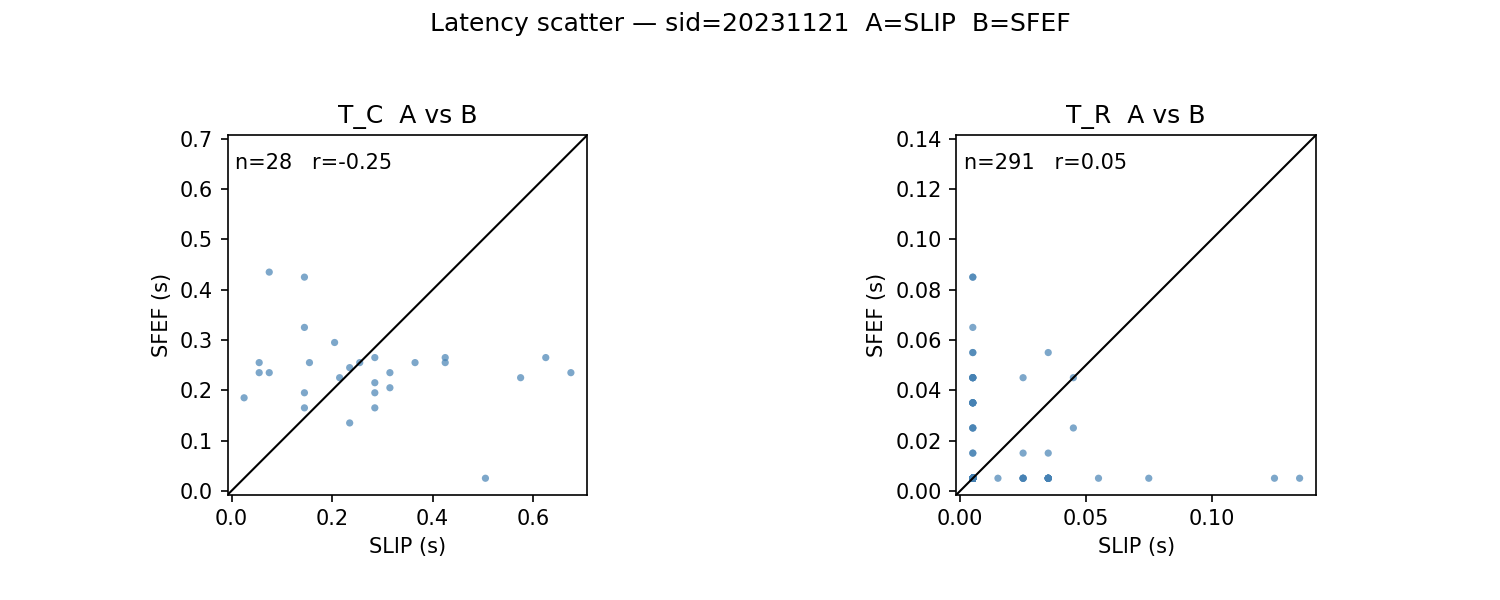 Latency scatter — sid=20231121  A=SLIP  B=SFEF
T_C  A vs B
0.7
0.6
0.5
0.4
0.3
0.2
0.1
0.0
SFEF (s)
n=28   r=-0.25
0.0 0.2 0.4 0.6
SLIP (s)
T_R  A vs B
0.14
0.12
0.10
0.08
0.06
0.04
0.02
0.00
SFEF (s)
n=291   r=0.05
0.00 0.05 0.10
SLIP (s)